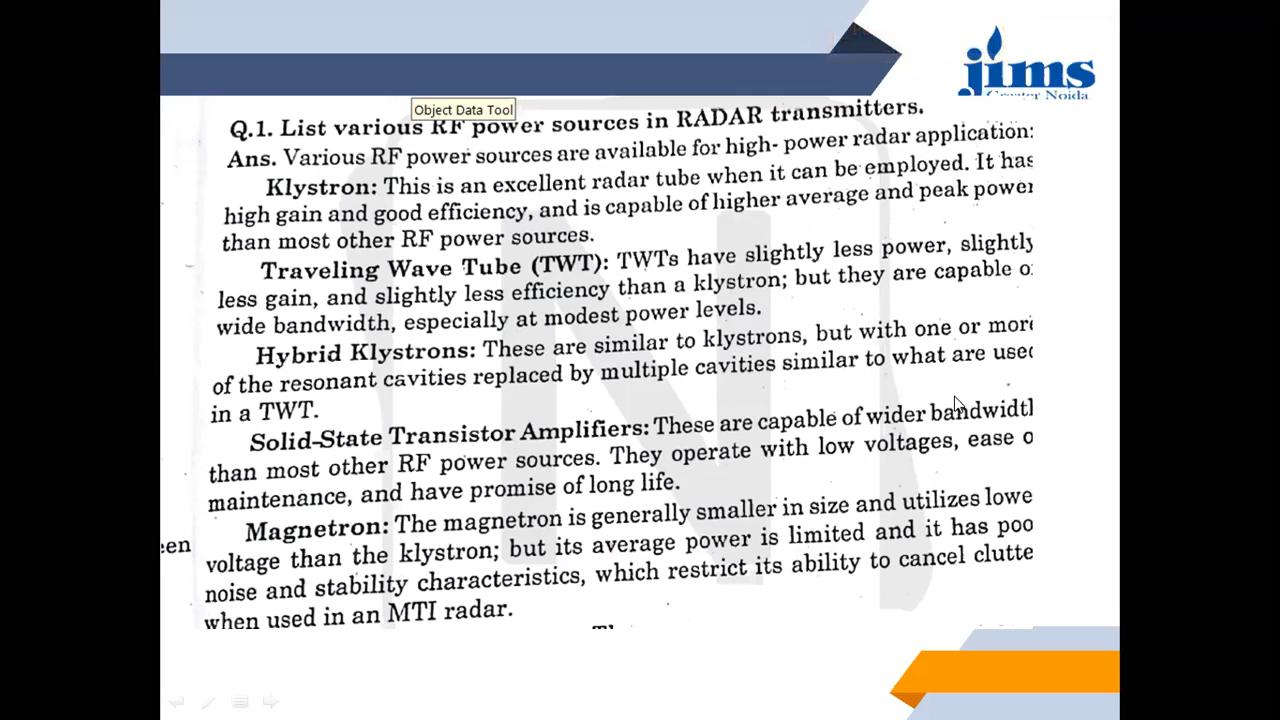 jims
Greater Noida
Object Data Tool
Q.1. List various RF power sources in RADAR transmitters.
Ans. Various RF power sources are available for high- power radar application
Klystron: This is an excellent radar tube when it can be employed. It has
high gain and good efficiency, and is capable of higher average and peak power
than most other RF power sources.
Traveling Wave Tube (TWT): TWTs have slightly less power, slightly
less gain, and slightly less efficiency than a klystron; but they are capable o
wide bandwidth, especially at modest power levels.
Hybrid Klystrons: These are similar to klystrons, but with one or more
of the resonant cavities replaced by multiple cavities similar to what are used
in a TWT.
Solid-State Transistor Amplifiers: These are capable of wider bandwidt
than most other RF power sources. They operate with low voltages, ease o
maintenance, and have promise of long life.
Magnetron: The magnetron is generally smaller in size and utilizes lowe
een
voltage than the klystron; but its average power is limited and it has poo
noise and stability characteristics, which restrict its ability to cancel clutte
when used in an MTI radar.